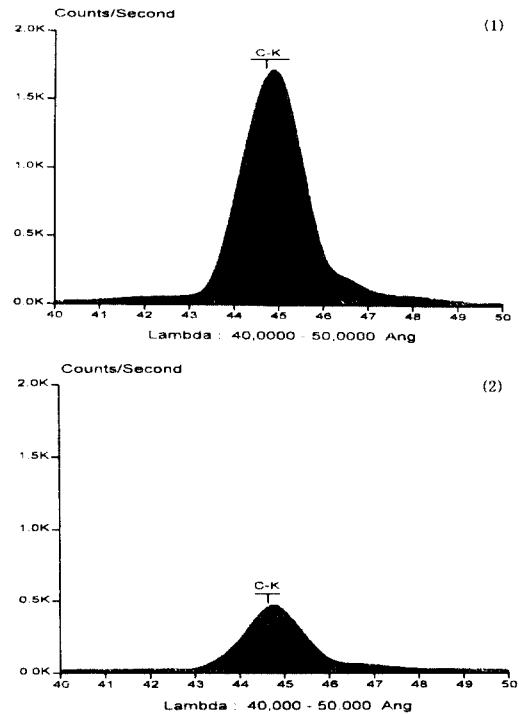 Counts/Second
(1)
2.0K
C-K
1.5K
1.0K
0.5K
0.0K
40 41 42 43 44 45 46 47 48 49 50
Lambda : 40,0000 - 50,0000 Ang
Counts/Second
(2)
2.0K
1.5K
1.0K
C-K
0.5K
0.0K
40 41 42 43 44 45 46 47 48 49 50
Lambda : 40,0000 - 50.000 Ang